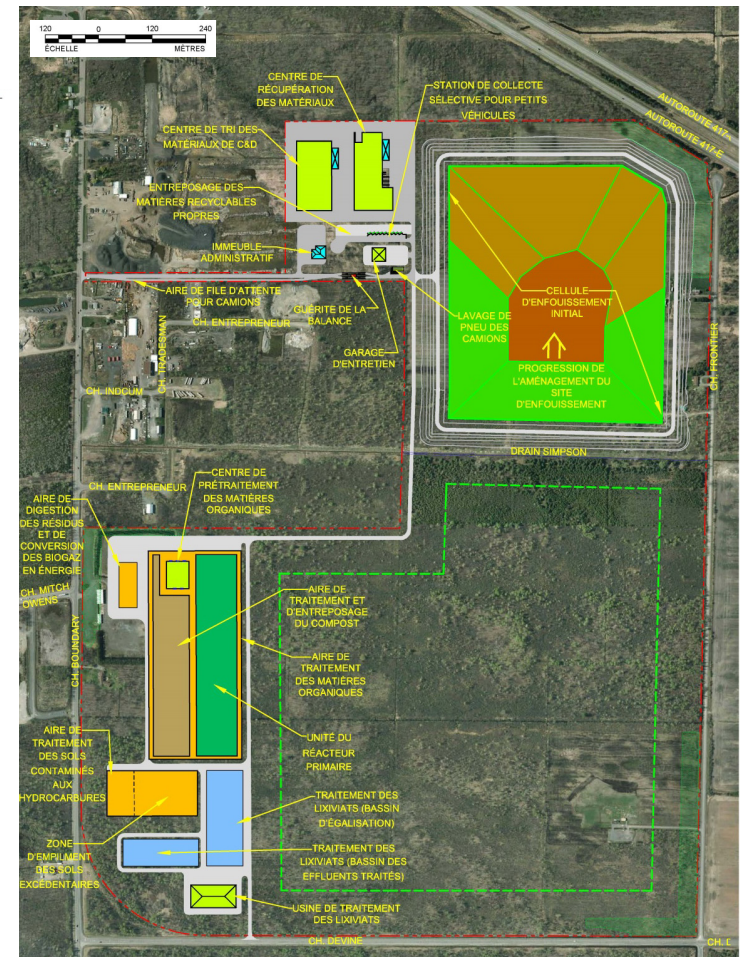 120 0 120 240
ÉCHELLE MÈTRES
CENTRE DE
RÉCUPÉRATION
DES MATÉRIAUX
STATION DE COLLECTE
SÉLECTIVE POUR PETITS
VÉHICULES
AUTOROUTE 417-
AUTOROUTE 417-E
CENTRE DE TRI DES
MATÉRIAUX DE C&D
ENTREPOSAGE DES
MATIÈRES RECYCLABLES
PROPRES
IMMEUBLE
ADMINISTRATIF
AIRE DE FILE D'ATTENTE
POUR CAMIONS
CH. TRADESMAN
CH. ENTREPRENEUR
GUÉRITE DE LA
BALANCE
LAVAGE DE
PNEU DES
CAMIONS
GARAGE
D'ENTRETIEN
CELLULE
D'ENFOUISSEMENT
INITIAL
PROGRESSION DE
L'AMÉNAGEMENT DU
SITE
D'ENFOUISSEMENT
CH. FRONTIER
CH. INDCUM
DRAIN SIMPSON
CH. ENTREPRENEUR
CENTRE DE
PRÉTRAITEMENT
DES MATIÈRES
ORGANIQUES
AIRE DE
DIGESTION
DES RÉSIDUS
ET DE
CONVERSION
DES BIOGAZ
EN ÉNERGIE
CH. MITCH
OWENS
CH. BOUNDARY
AIRE DE
TRAITEMENT ET
D'ENTREPOSAGE
DU COMPOST
AIRE DE
TRAITEMENT
DES MATIÈRES
ORGANIQUES
UNITÉ DU
RÉACTEUR
PRIMAIRE
AIRE DE
TRAITEMENT
DES SOLS
CONTAMINÉS
AUX
HYDROCARBURES
TRAITEMENT DES
LIXIVIATS (BASSIN
D'ÉGALISATION)
ZONE
D'EMPILMENT
DES SOLS
EXCÉDENTAIRES
TRAITEMENT DES
LIXIVIATS (BASSIN DES
EFFLUENTS TRAITÉS)
USINE DE TRAITEMENT
DES LIXIVIATS
CH. DEVINE
CH. D